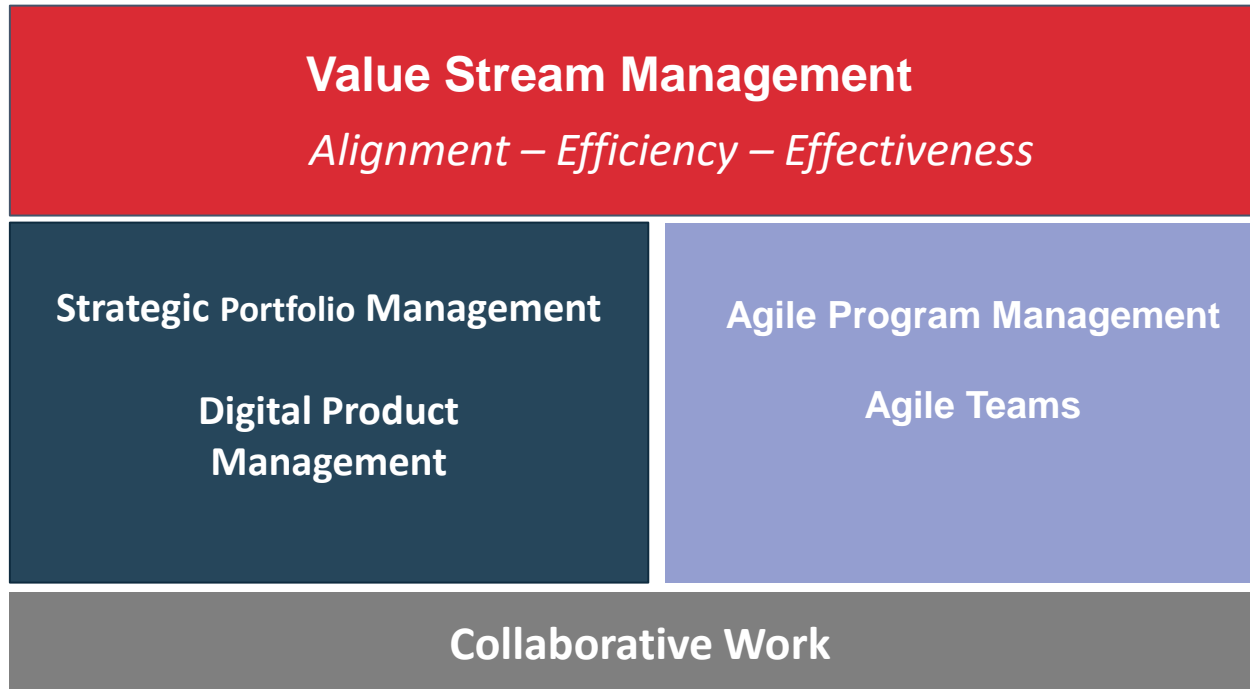 Value Stream Management
Alignment – Efficiency – Effectiveness
Strategic Portfolio Management
Digital Product
Management
Agile Program Management
Agile Teams
Collaborative Work